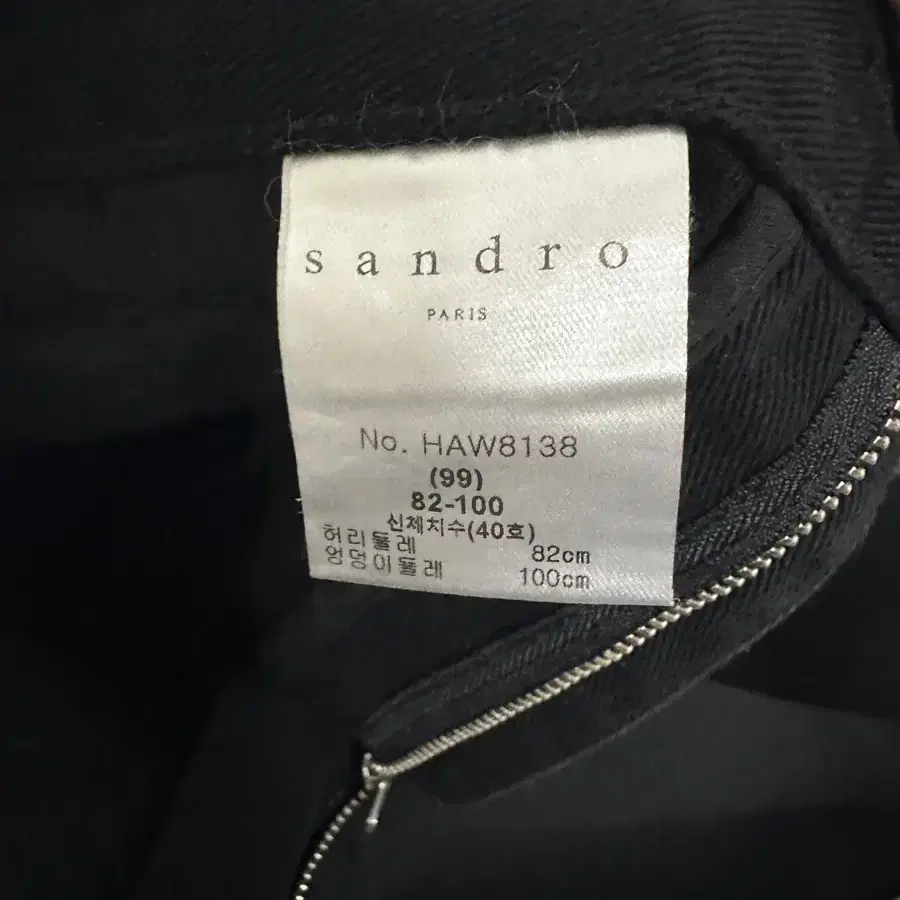 sandro
PARIS
No. HAW8138
(99)
82-100
신체치수(40호)
허리둘레 82cm
엉덩이둘레 100cm